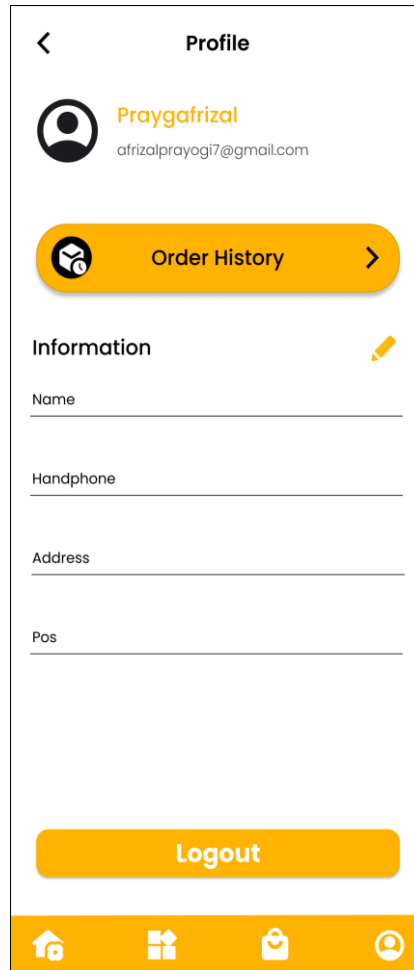 Profile
Praygafrizal
afrizalprayogi7@gmail.com
Order History
Information
Name
Handphone
Address
Pos
Logout